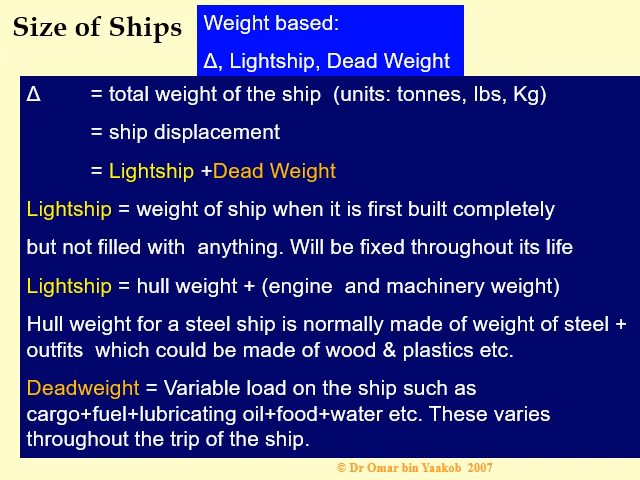 Size of Ships
Weight based:
Δ, Lightship, Dead Weight
Δ = total weight of the ship (units: tonnes, lbs, Kg)
= ship displacement
= Lightship +Dead Weight
Lightship = weight of ship when it is first built completely
but not filled with anything. Will be fixed throughout its life
Lightship = hull weight + (engine and machinery weight)
Hull weight for a steel ship is normally made of weight of steel +
outfits which could be made of wood & plastics etc.
Deadweight = Variable load on the ship such as
cargo+fuel+lubricating oil+food+water etc. These varies
throughout the trip of the ship.
© Dr Omar bin Yaakob 2007